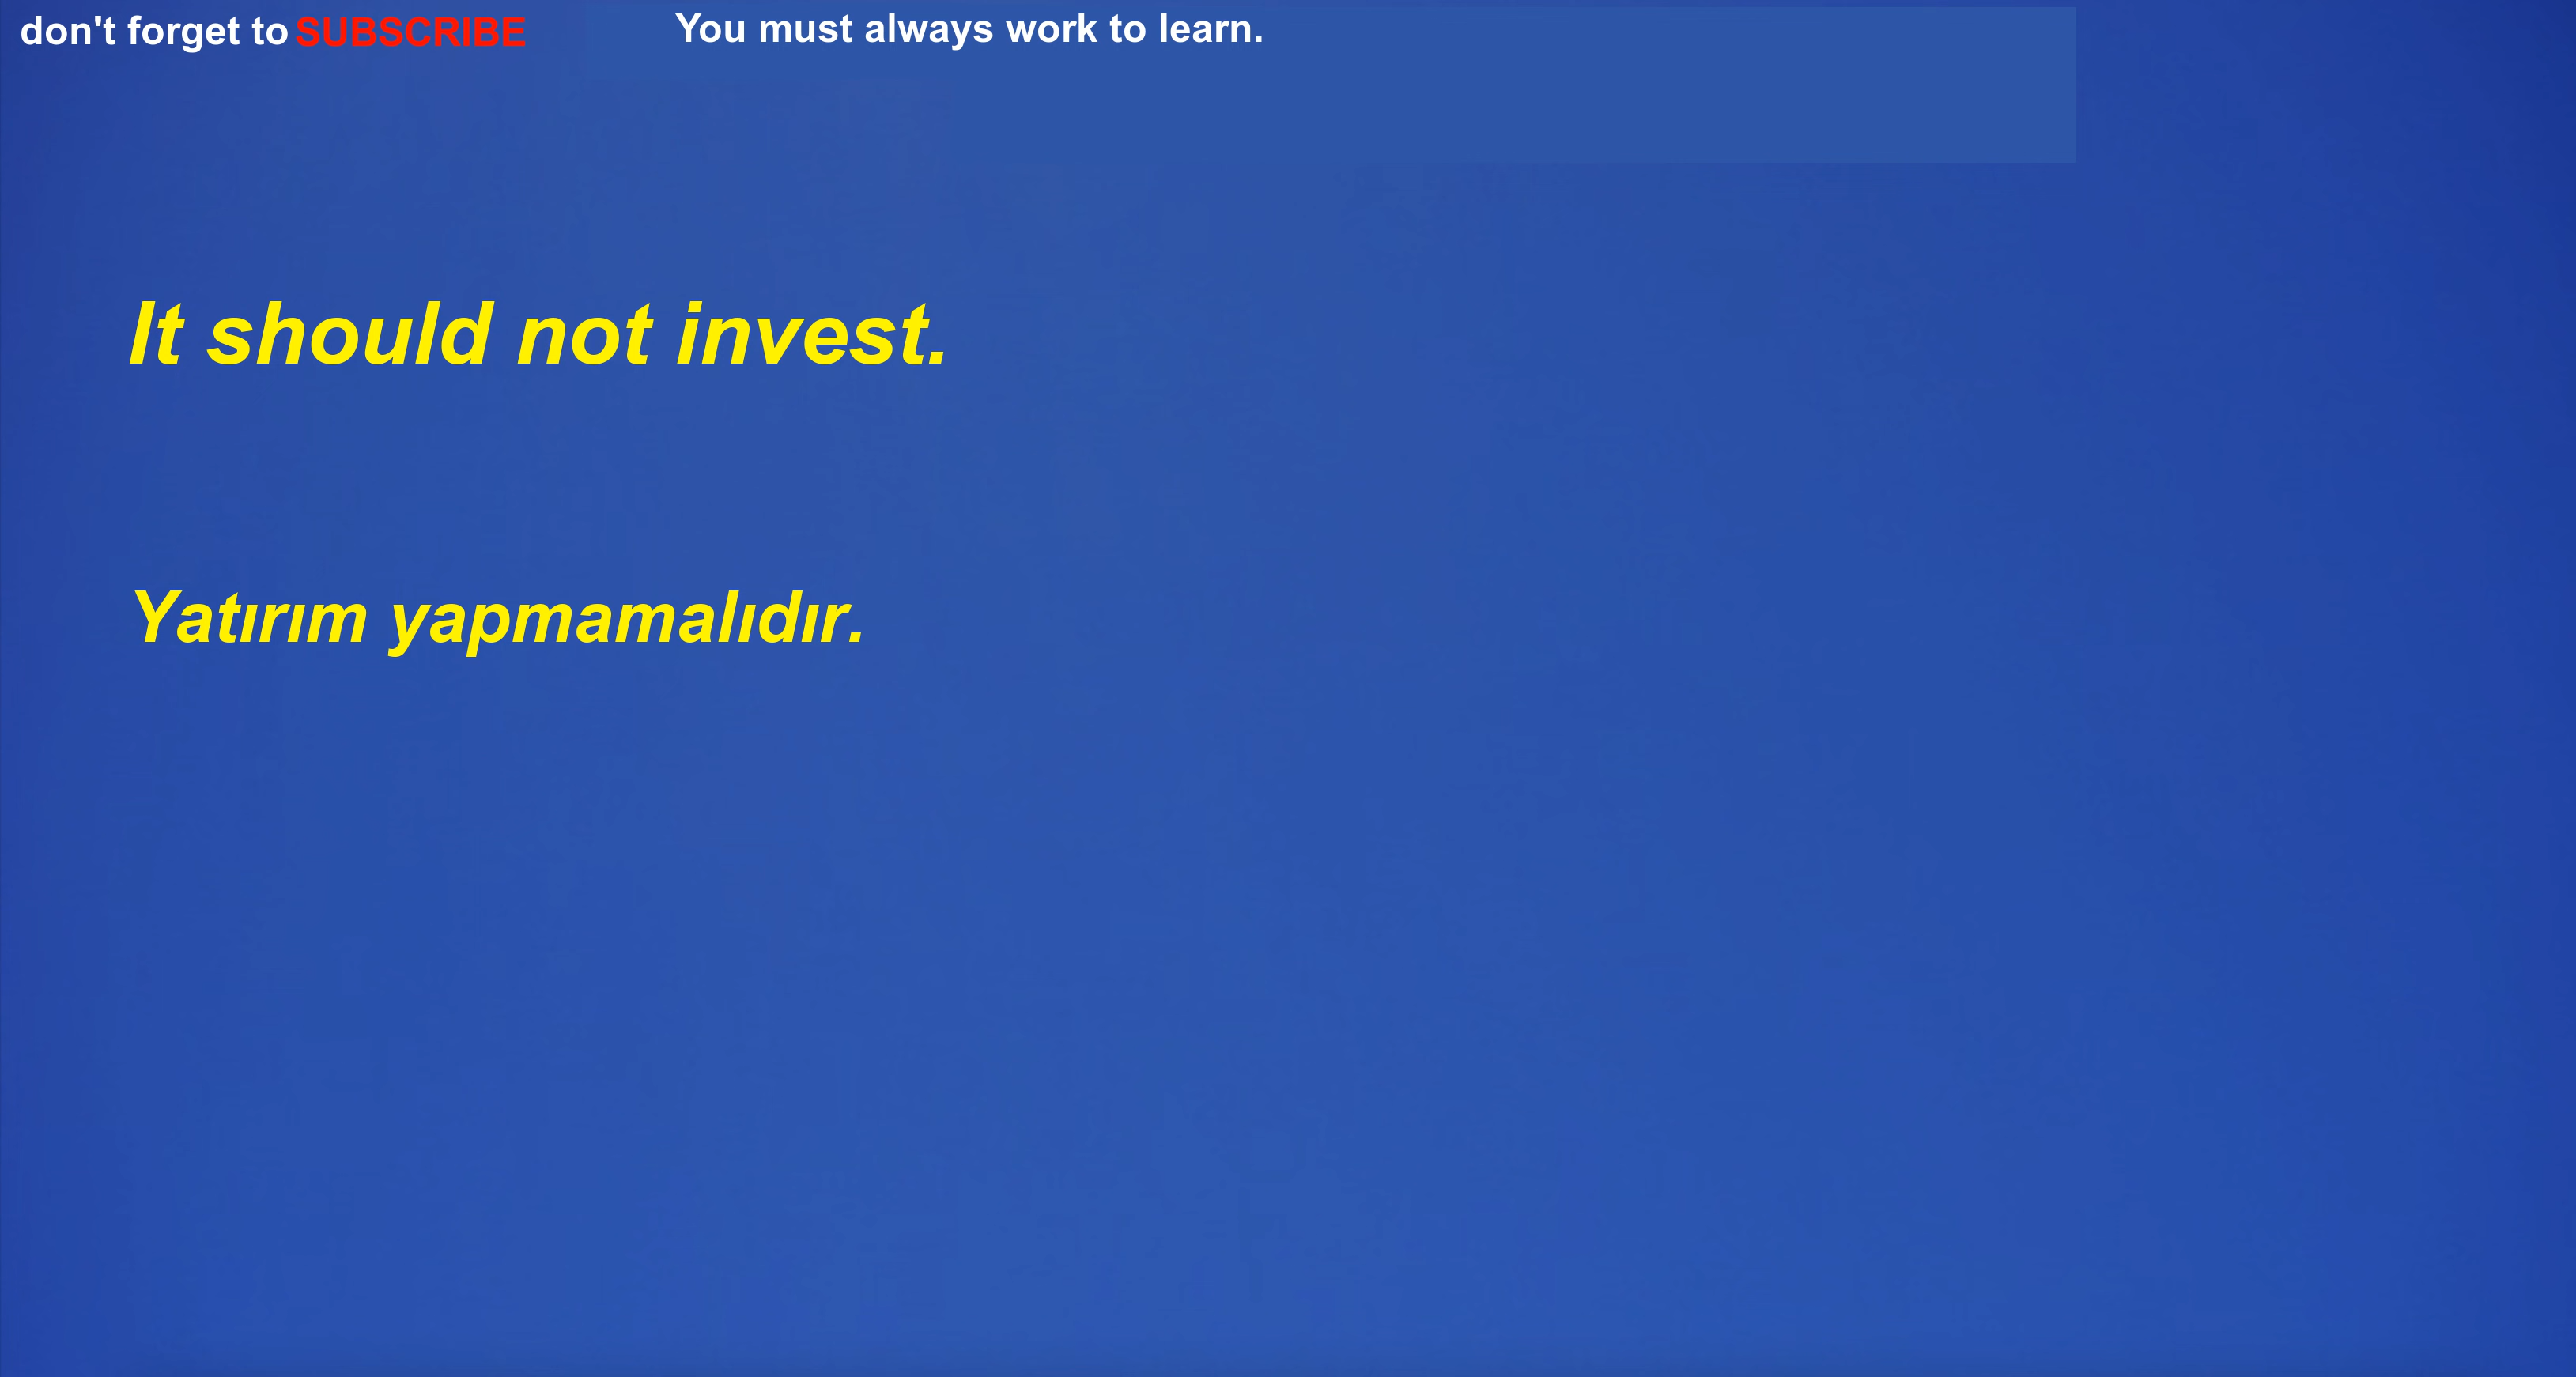 don't forget to SUBSCRIBE
You must always work to learn.
It should not invest.
Yatırım yapmamalıdır.